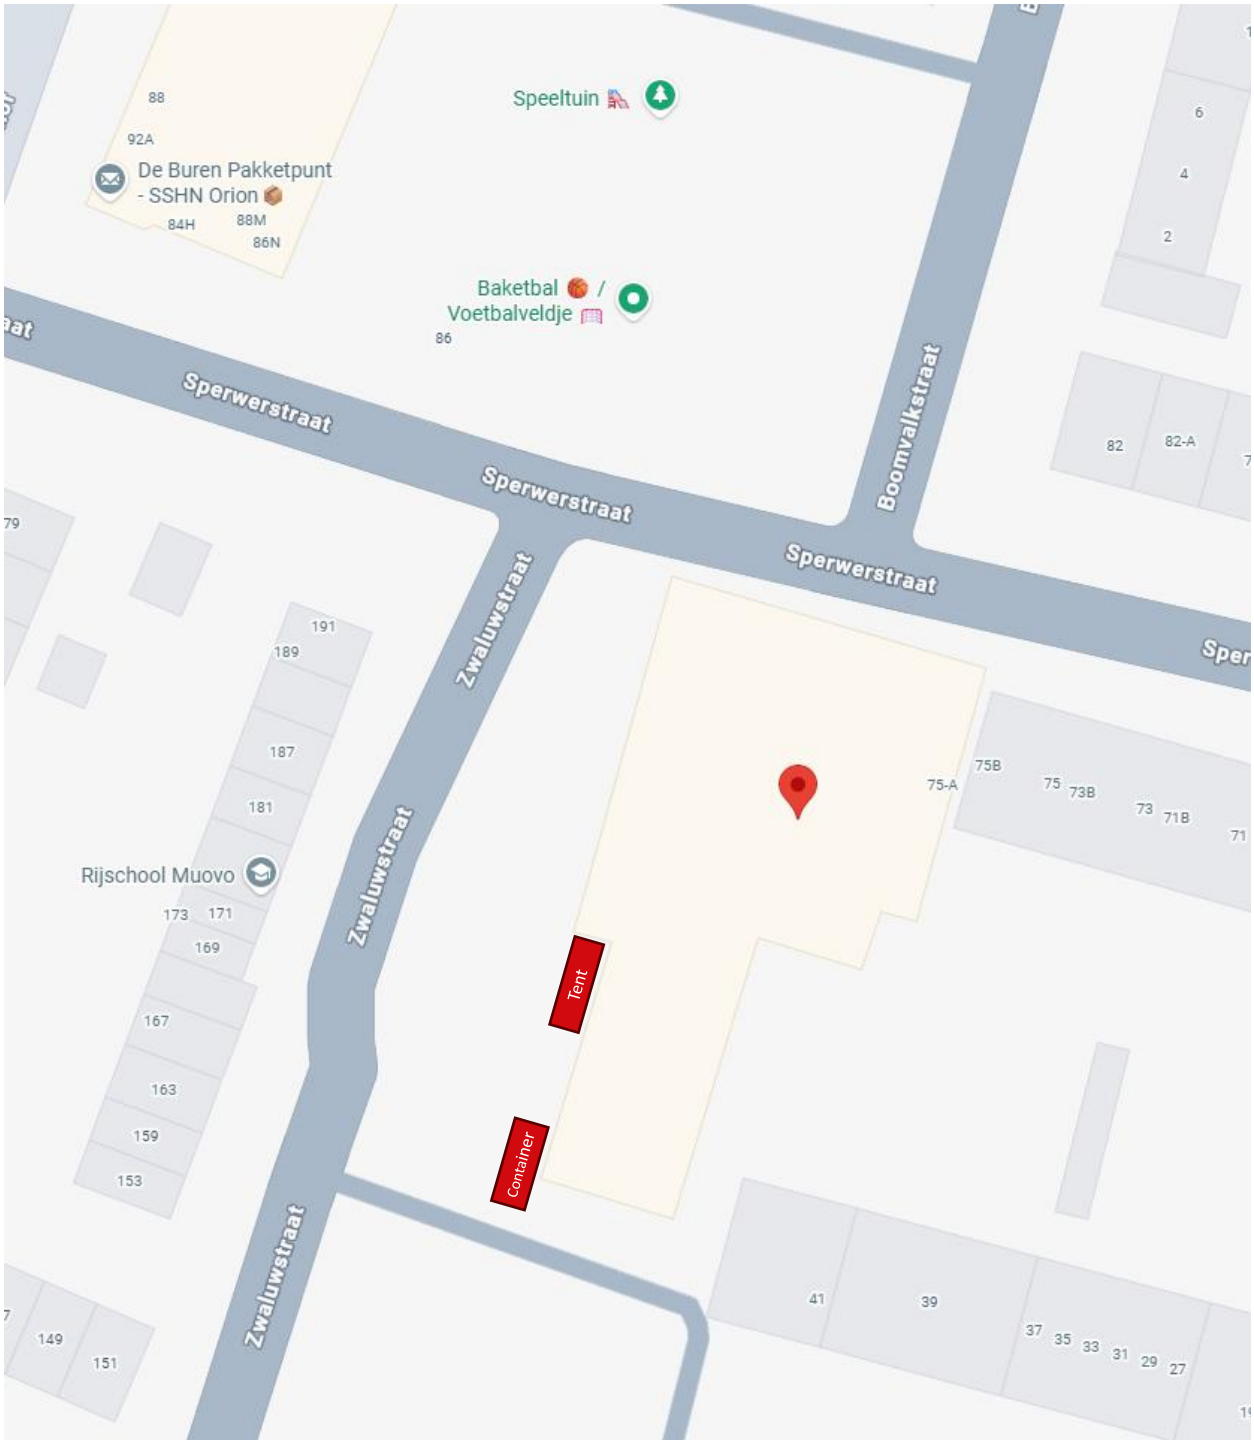 88
Speeltuin
6
92A
De Buren Pakketpunt
- SSHN Orion
4
84H
88M
86N
2
Baketbal /
Voetbalveldje
86
Sperwerstraat
Boomvalkstraat
82
82-A
Sperwerstraat
79
Sperwerstraat
Zwaluwstraat
191
189
Sper
187
75B
75-A
75
73B
181
73
71B
71
Zwaluwstraat
Rijschool Muovo
173
171
169
Tent
167
163
159
Container
153
Zwaluwstraat
41
39
37
35
33
31
29
27
149
151